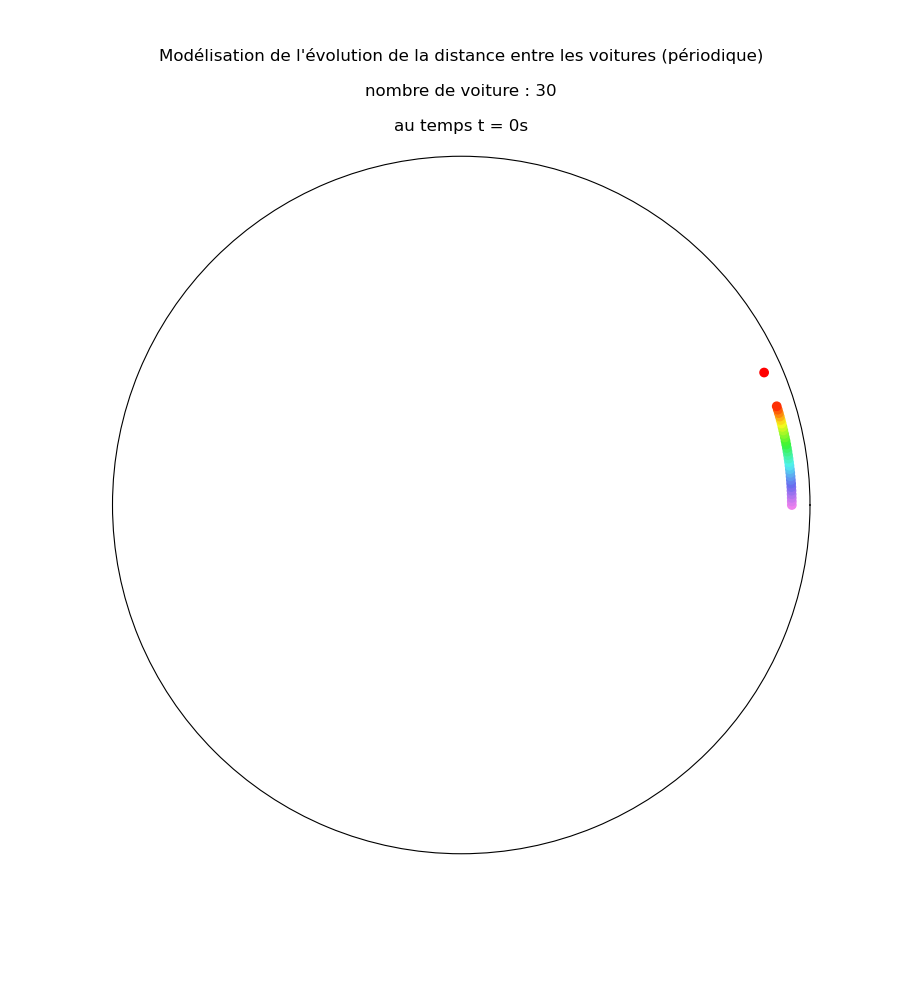 Modélisation de l'évolution de la distance entre les voitures (périodique)
nombre de voiture : 30
au temps t = 0s